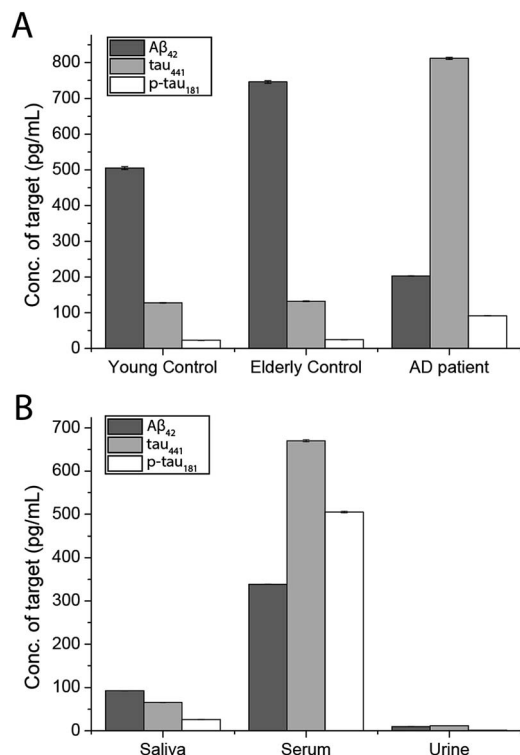 A
Aβ42
tau441
p-tau181
Conc. of target (pg/mL)
800
700
600
500
400
300
200
100
0
Young Control Elderly Control AD patient
B
Aβ42
tau441
p-tau181
Conc. of target (pg/mL)
700
600
500
400
300
200
100
0
Saliva Serum Urine